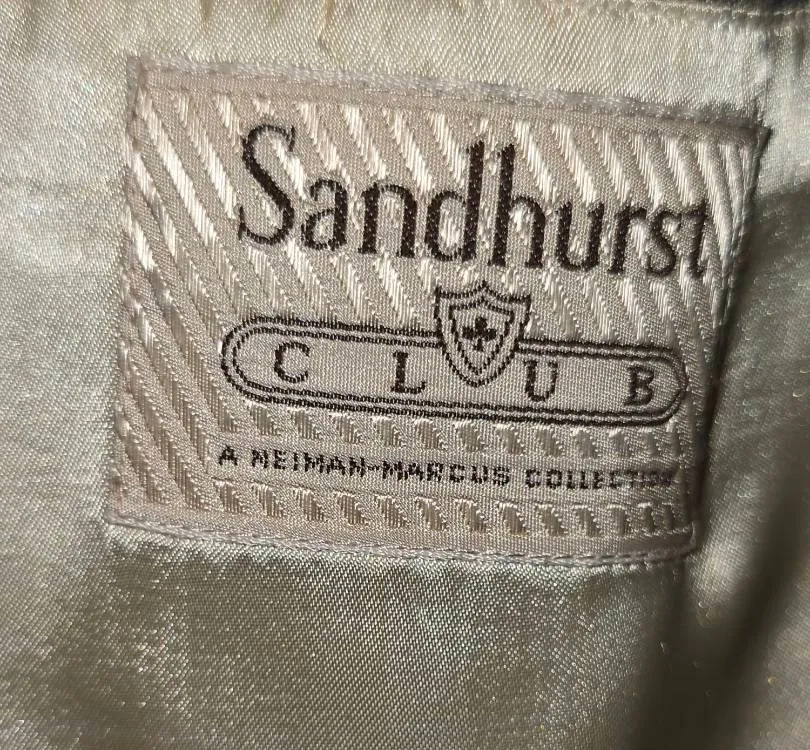 Sandhurst
CLUB
A NEIMAN-MARCUS COLLECTION